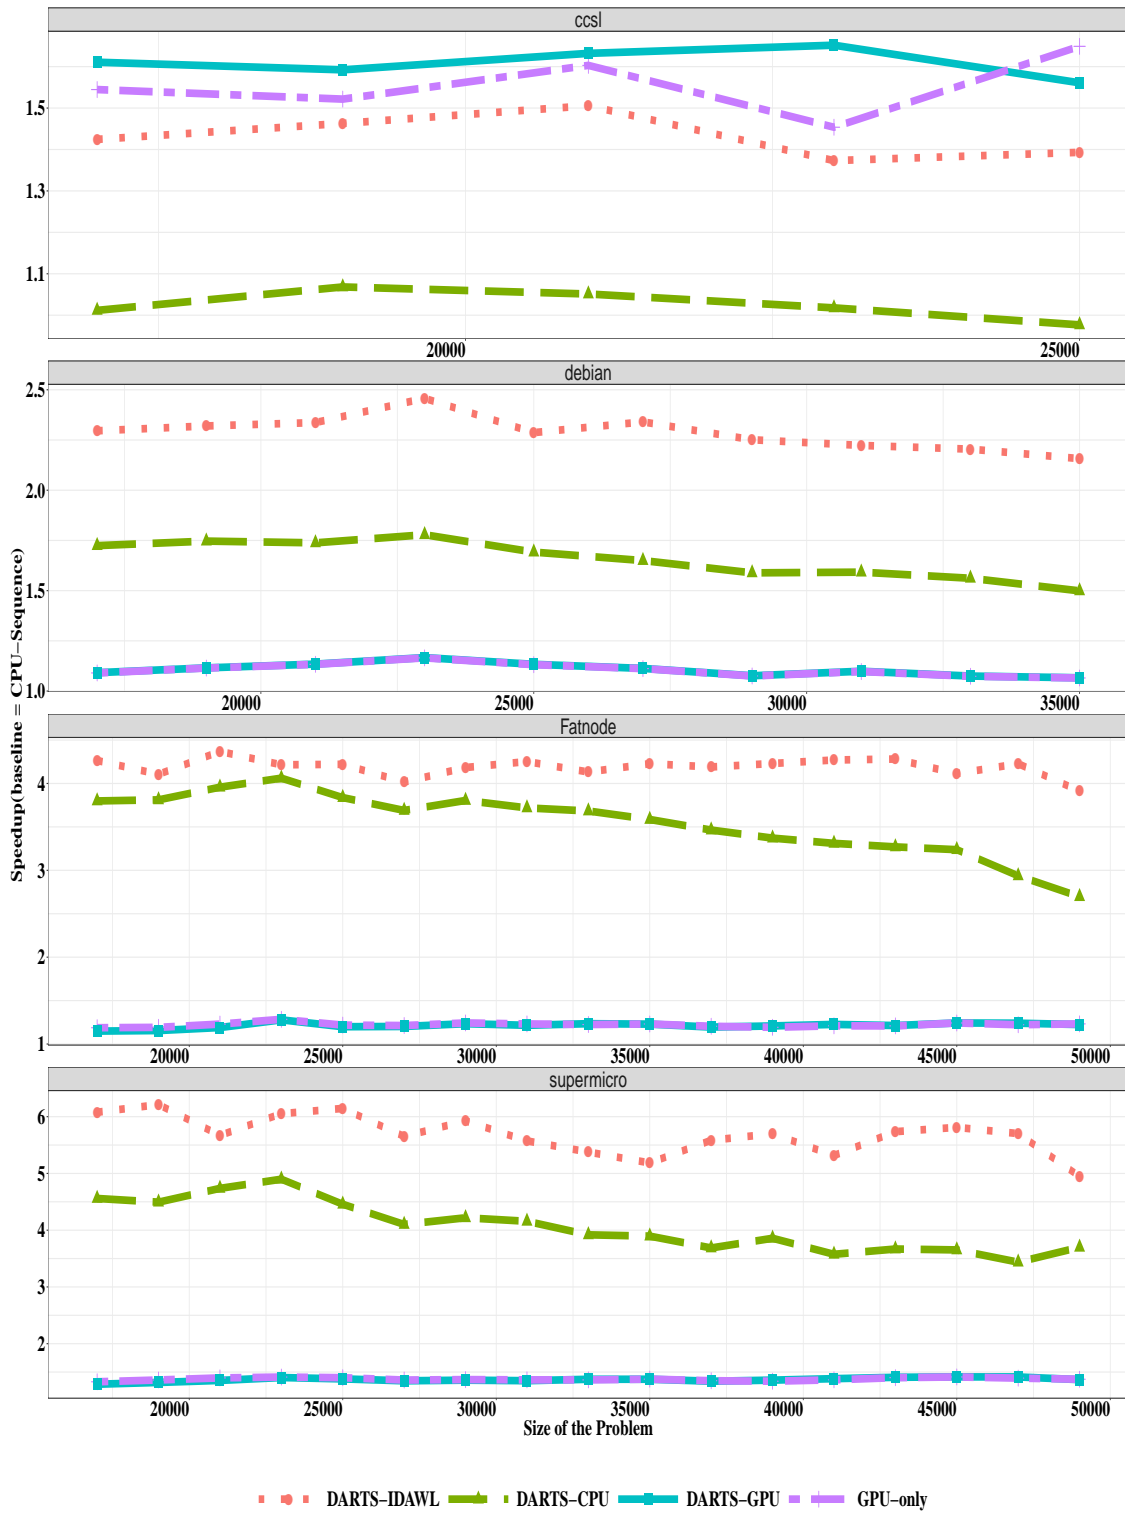 ccsl
1.5
1.3
1.1
20000 25000
debian
2.5
2.0
1.5
1.0
20000 25000 30000 35000
Speedup(baseline = CPU−Sequence)
Fatnode
4
3
2
1
20000 25000 30000 35000 40000 45000 50000
supermicro
6
5
4
3
2
20000 25000 30000 35000 40000 45000 50000
Size of the Problem
DARTS−IDAWL DARTS−CPU DARTS−GPU GPU−only